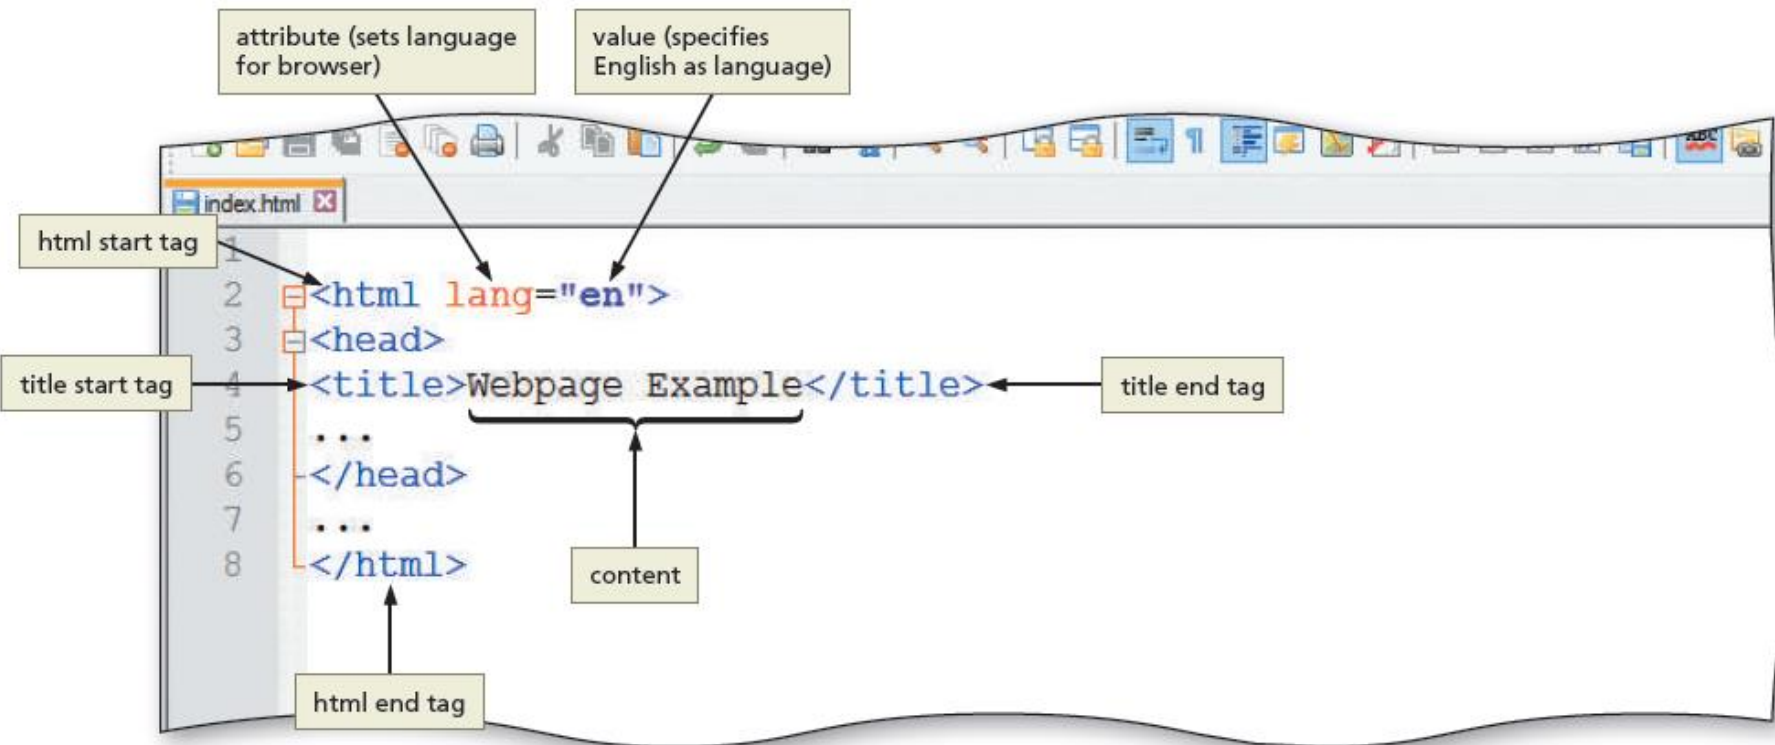 attribute (sets language
for browser)
value (specifies
English as language)
ABC
index.html
html start tag
1
2 <html lang="en">
3 <head>
title start tag
4 <title>Webpage Example</title>
title end tag
5 ...
6 </head>
7 ...
8 </html>
content
html end tag